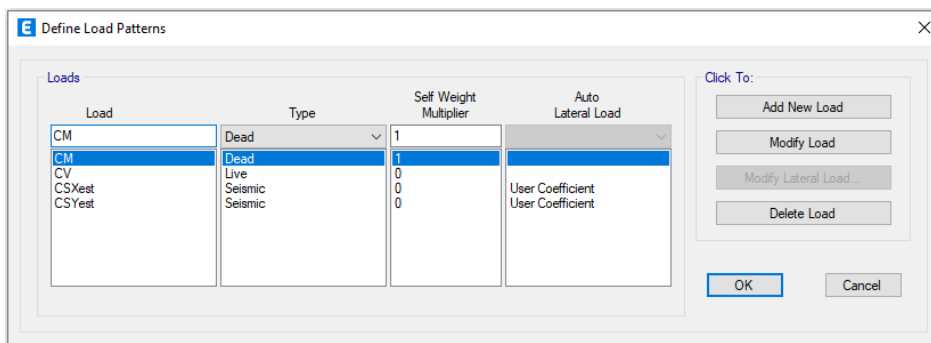 E Define Load Patterns
Loads
Click To:
Load Type Self Weight Multiplier Auto Lateral Load
CM Dead 1
CM Dead 1
CV Live 0
CSXest Seismic 0 User Coefficient
CSYest Seismic 0 User Coefficient
Add New Load
Modify Load
Modify Lateral Load...
Delete Load
OK Cancel